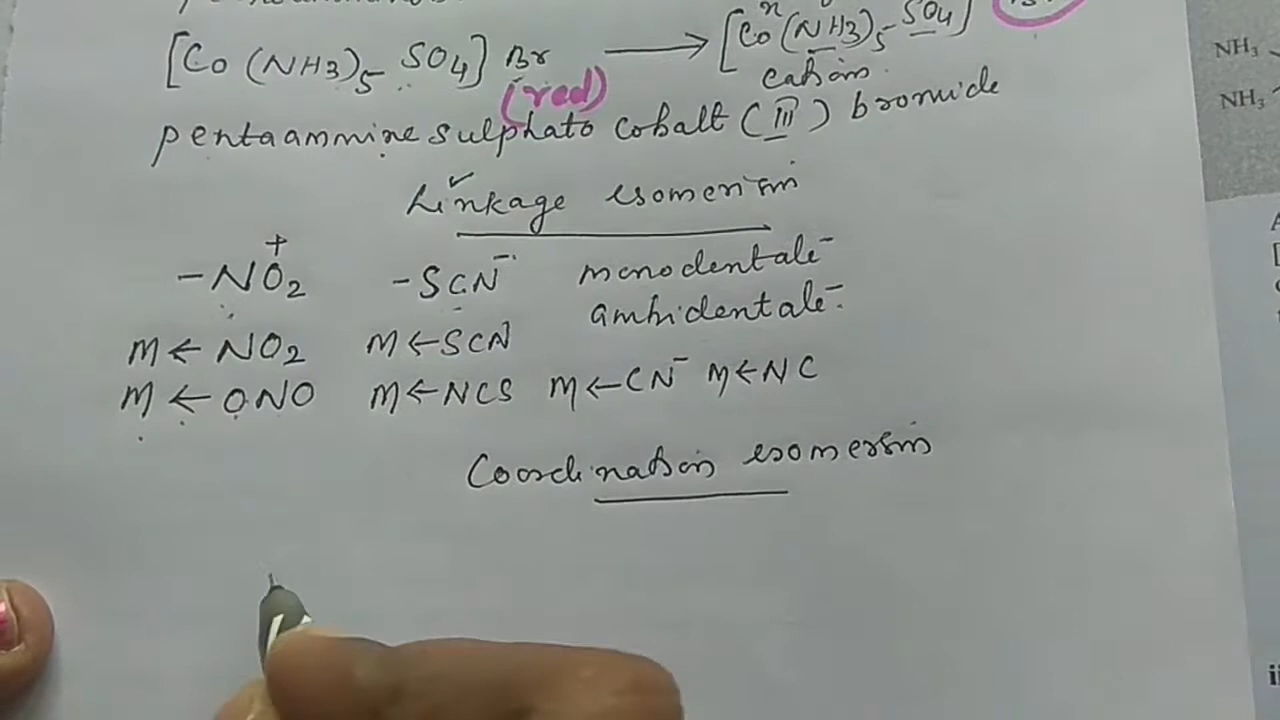 [Co(NH3)5 SO4] Br → [Co(NH3)5 SO4]
x
(red)
cation
pentaammine sulphato cobalt (III) bromide
Linkage isomerism
-NO2+ -SCN- monodentate-
ambidentate-
M←NO2 M←SCN
M←ONO M←NCS M←CN- M←NC
Coordination isomerism
NH3
NH3
ii